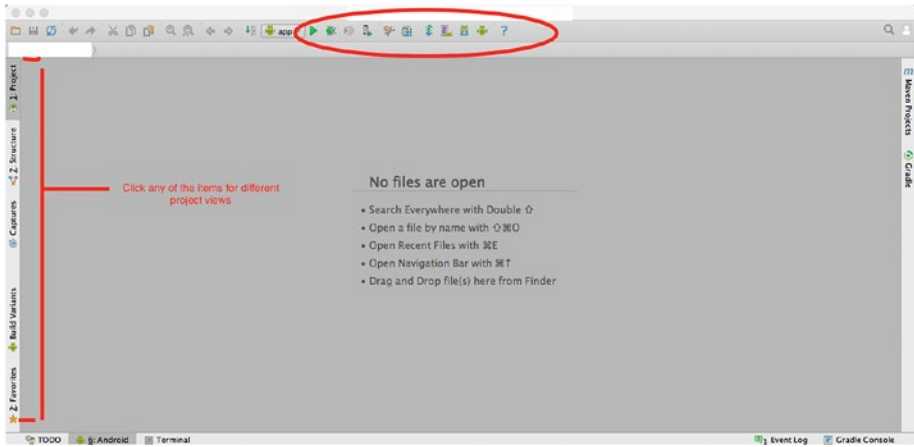 app
1: Project
Z: Structure
Captures
Build Variants
2: Favorites
Click any of the items for different
project views
No files are open
• Search Everywhere with Double ⇧
• Open a file by name with ⇧⌘O
• Open Recent Files with ⌘E
• Open Navigation Bar with ⌘↑
• Drag and Drop file(s) here from Finder
m Maven Projects
Gradle
TODO
6: Android
Terminal
1 Event Log
Gradle Console